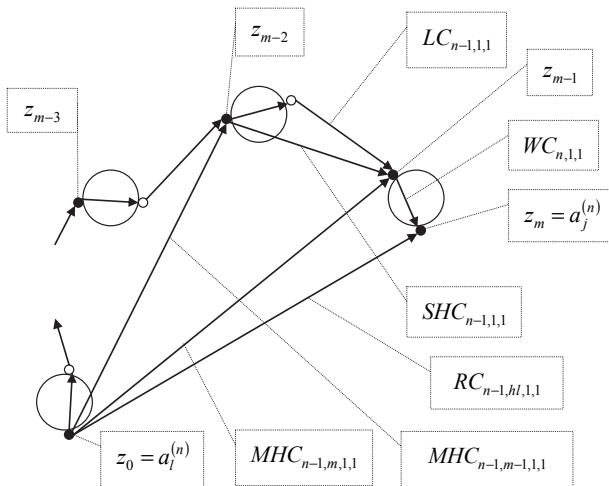 z_{m−2}
LC_{n−1,1,1}
z_{m−1}
z_{m−3}
WC_{n,1,1}
z_m = a_j^{(n)}
SHC_{n−1,1,1}
RC_{n−1,hl,1,1}
z_0 = a_l^{(n)}
MHC_{n−1,m,1,1}
MHC_{n−1,m−1,1,1}